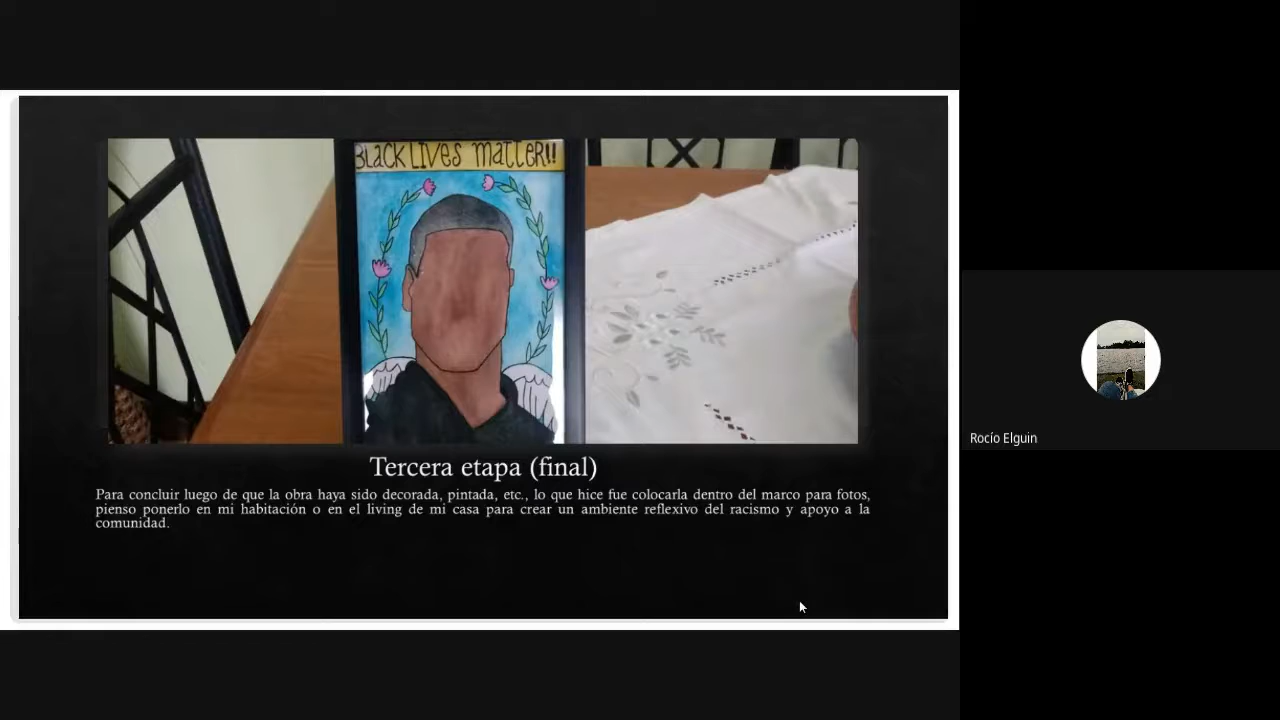 BLACK LIVES MATTER!!
Tercera etapa (final)
Para concluir luego de que la obra haya sido decorada, pintada, etc., lo que hice fue colocarla dentro del marco para fotos,
pienso ponerlo en mi habitación o en el living de mi casa para crear un ambiente reflexivo del racismo y apoyo a la
comunidad.
Rocío Elguin